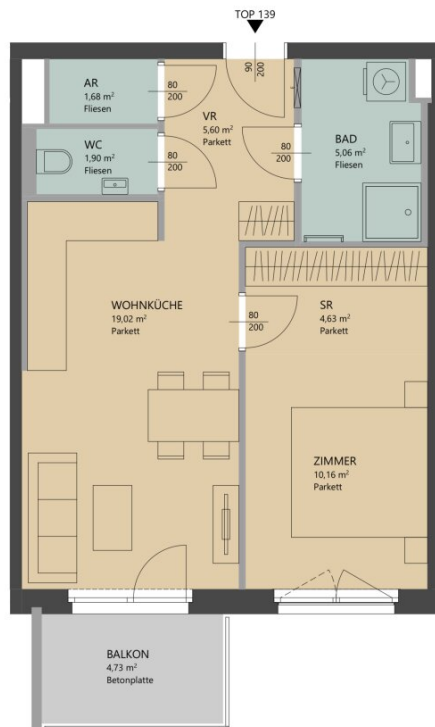 TOP 139
AR
1,68 m²
Fliesen
80
200
VR
5,60 m²
Parkett
90
200
WC
1,90 m²
Fliesen
80
200
80
200
BAD
5,06 m²
Fliesen
WOHNKÜCHE
19,02 m²
Parkett
80
200
SR
4,63 m²
Parkett
ZIMMER
10,16 m²
Parkett
BALKON
4,73 m²
Betonplatte